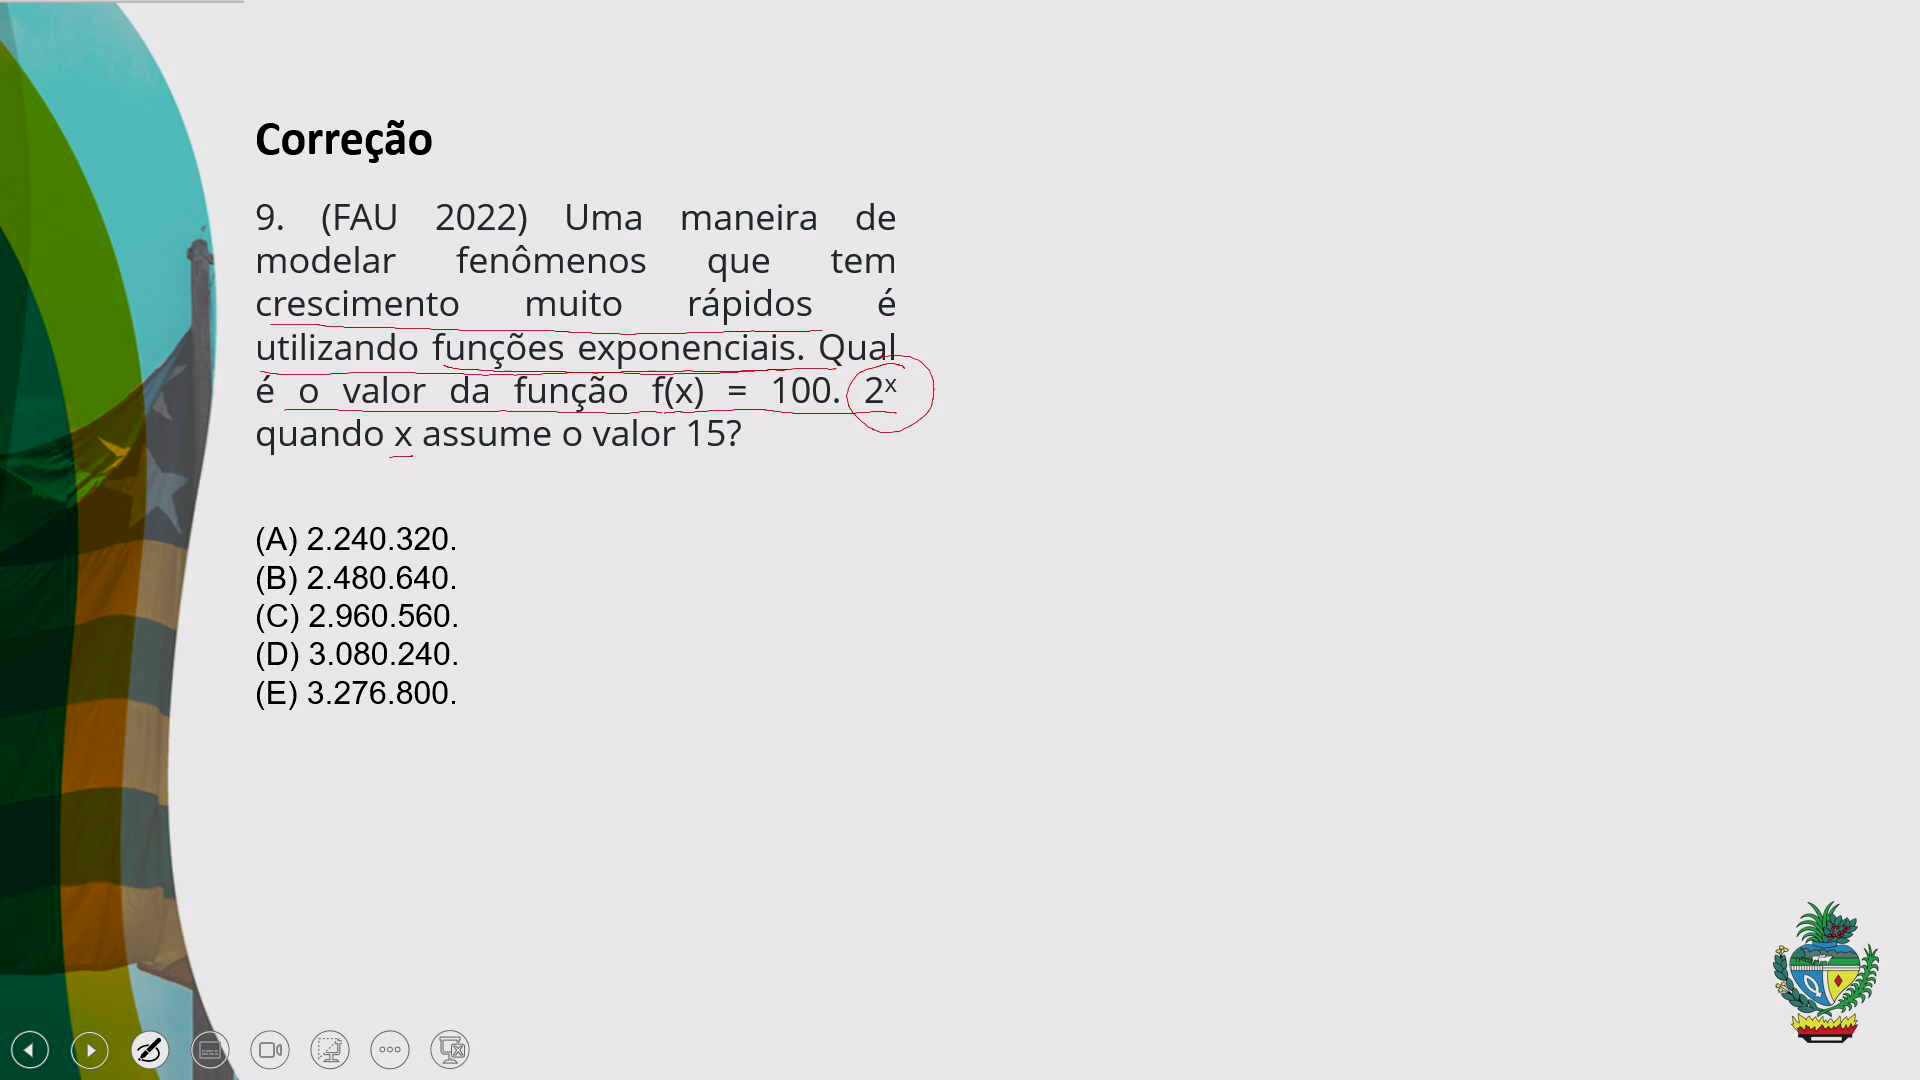 Correção
9. (FAU 2022) Uma maneira de
modelar fenômenos que tem
crescimento muito rápidos é
utilizando funções exponenciais. Qual
é o valor da função f(x) = 100. 2ˣ
quando x assume o valor 15?
(A) 2.240.320.
(B) 2.480.640.
(C) 2.960.560.
(D) 3.080.240.
(E) 3.276.800.